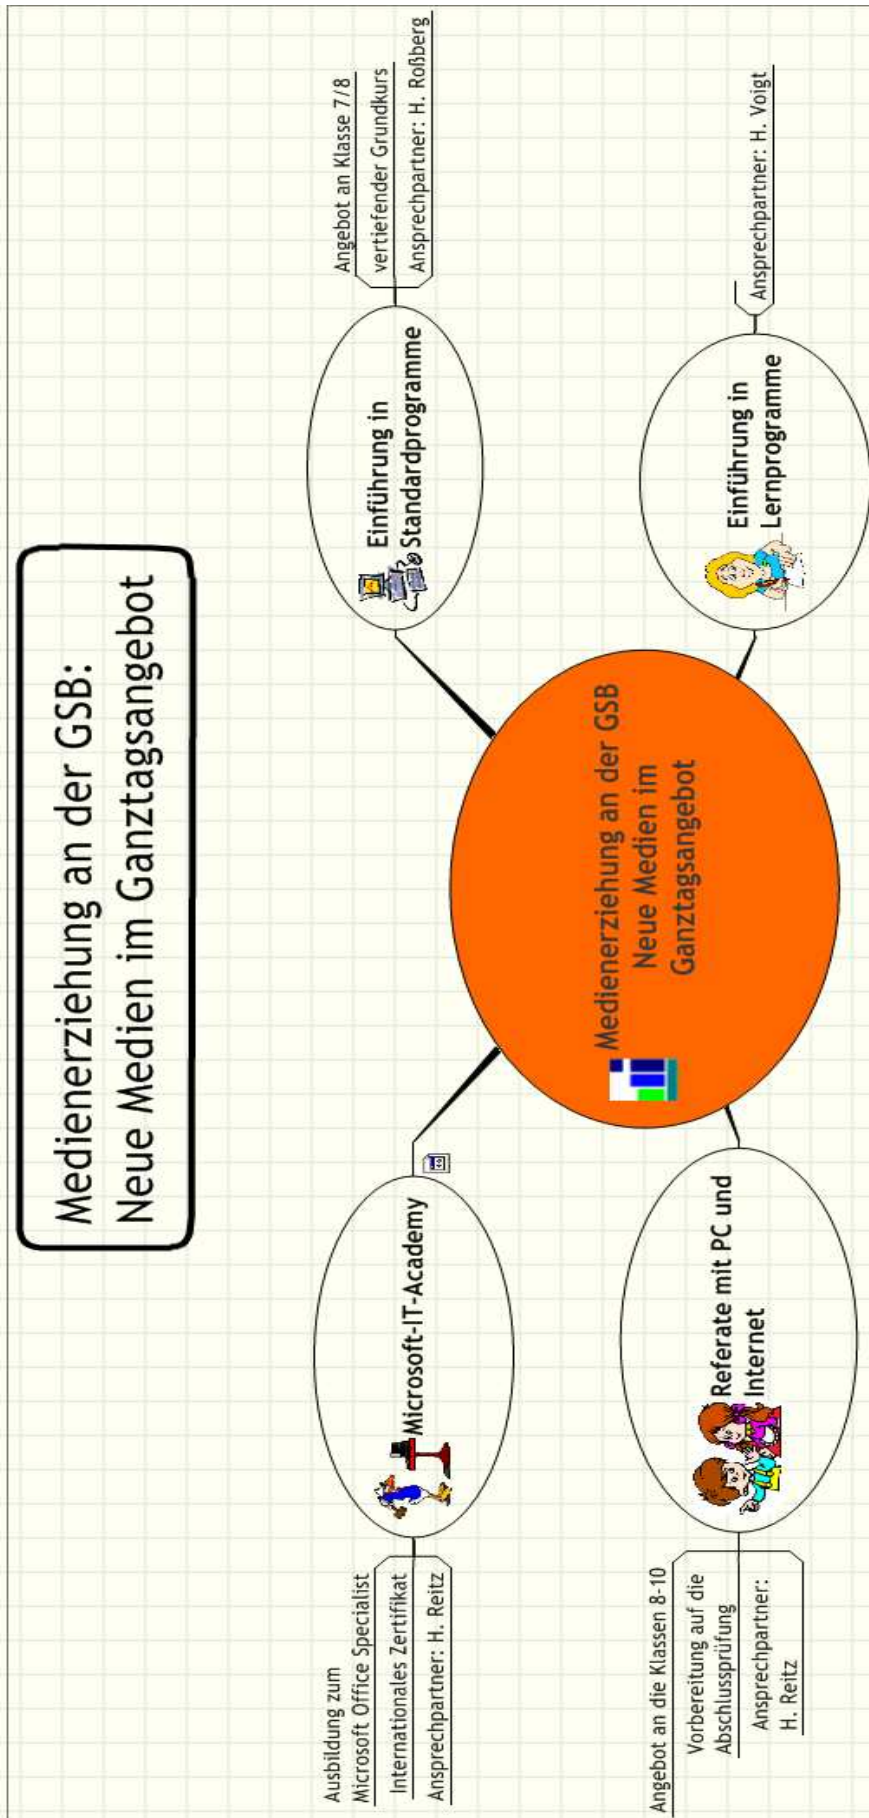 Medienerziehung an der GSB:
Neue Medien im Ganztagsangebot
Ausbildung zum
Microsoft Office Specialist
Internationales Zertifikat
Ansprechpartner: H. Reitz
Microsoft-IT-Academy
Einführung in
Standardprogramme
Angebot an Klasse 7/8
vertiefender Grundkurs
Ansprechpartner: H. Roßberg
Medienerziehung an der GSB
Neue Medien im
Ganztagsangebot
Angebot an die Klassen 8-10
Vorbereitung auf die
Abschlussprüfung
Ansprechpartner:
H. Reitz
Referate mit PC und
Internet
Einführung in
Lernprogramme
Ansprechpartner: H. Voigt